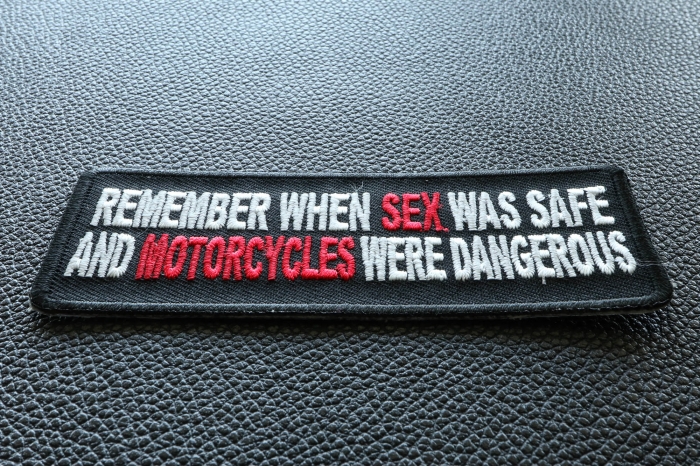 REMEMBER WHEN SEX WAS SAFE
AND MOTORCYCLES WERE DANGEROUS